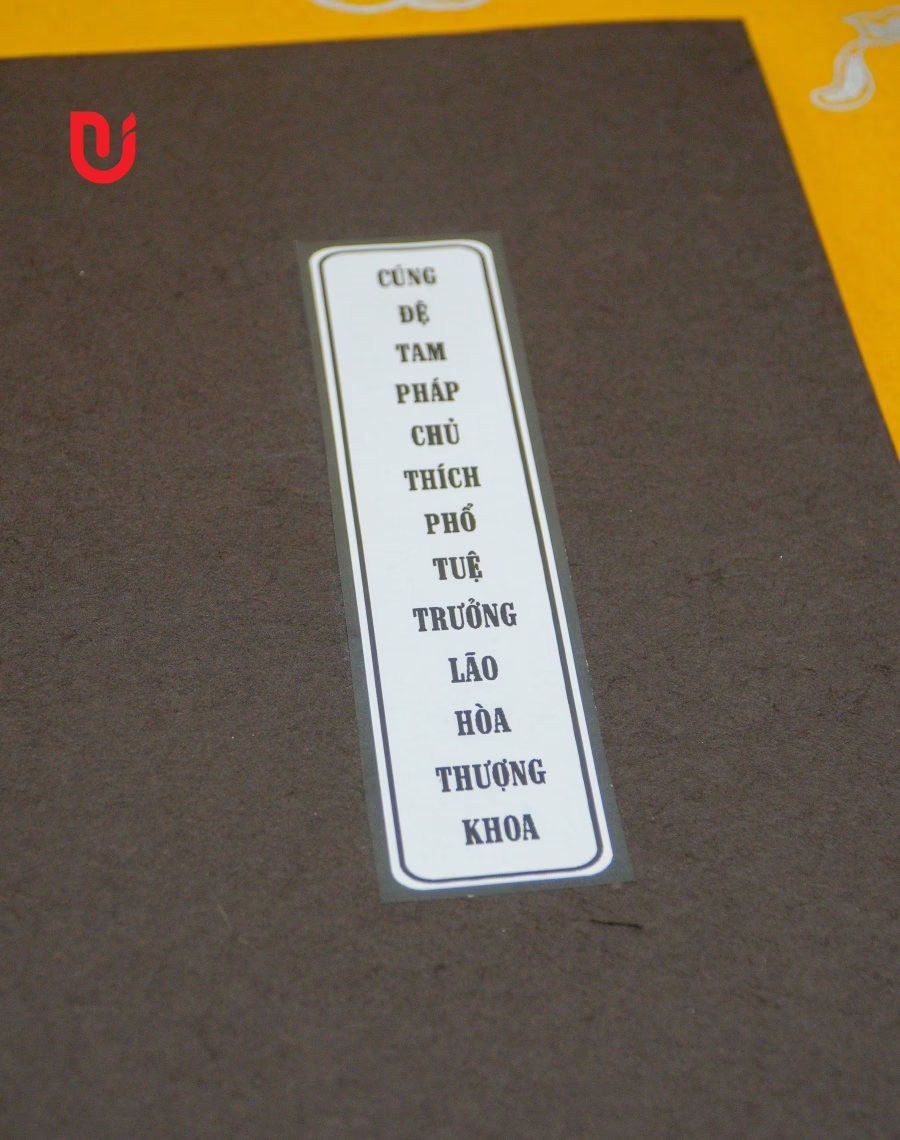 CÚNG
ĐỆ
TAM
PHÁP
CHỦ
THÍCH
PHỔ
TUỆ
TRƯỞNG
LÃO
HÒA
THƯỢNG
KHOA